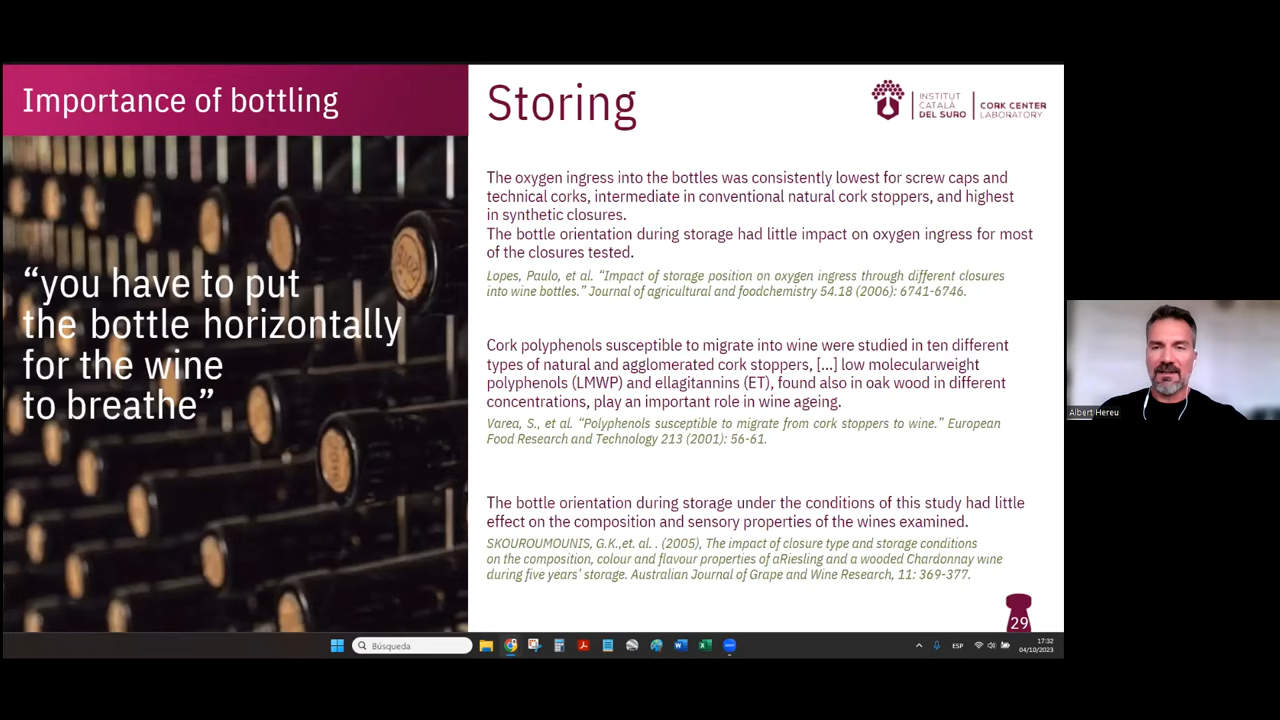 Importance of bottling
“you have to put
the bottle horizontally
for the wine
to breathe”
Storing
INSTITUT
CATALÀ
DEL SURO
CORK CENTER
LABORATORY
The oxygen ingress into the bottles was consistently lowest for screw caps and
technical corks, intermediate in conventional natural cork stoppers, and highest
in synthetic closures.
The bottle orientation during storage had little impact on oxygen ingress for most
of the closures tested.
Lopes, Paulo, et al. “Impact of storage position on oxygen ingress through different closures
into wine bottles.” Journal of agricultural and foodchemistry 54.18 (2006): 6741-6746.
Cork polyphenols susceptible to migrate into wine were studied in ten different
types of natural and agglomerated cork stoppers, [...] low molecularweight
polyphenols (LMWP) and ellagitannins (ET), found also in oak wood in different
concentrations, play an important role in wine ageing.
Varea, S., et al. “Polyphenols susceptible to migrate from cork stoppers to wine.” European
Food Research and Technology 213 (2001): 56-61.
The bottle orientation during storage under the conditions of this study had little
effect on the composition and sensory properties of the wines examined.
SKOUROUMOUNIS, G.K.,et. al. . (2005), The impact of closure type and storage conditions
on the composition, colour and flavour properties of aRiesling and a wooded Chardonnay wine
during five years’ storage. Australian Journal of Grape and Wine Research, 11: 369-377.
29
Albert Hereu
Búsqueda
ESP
17:32
04/10/2023